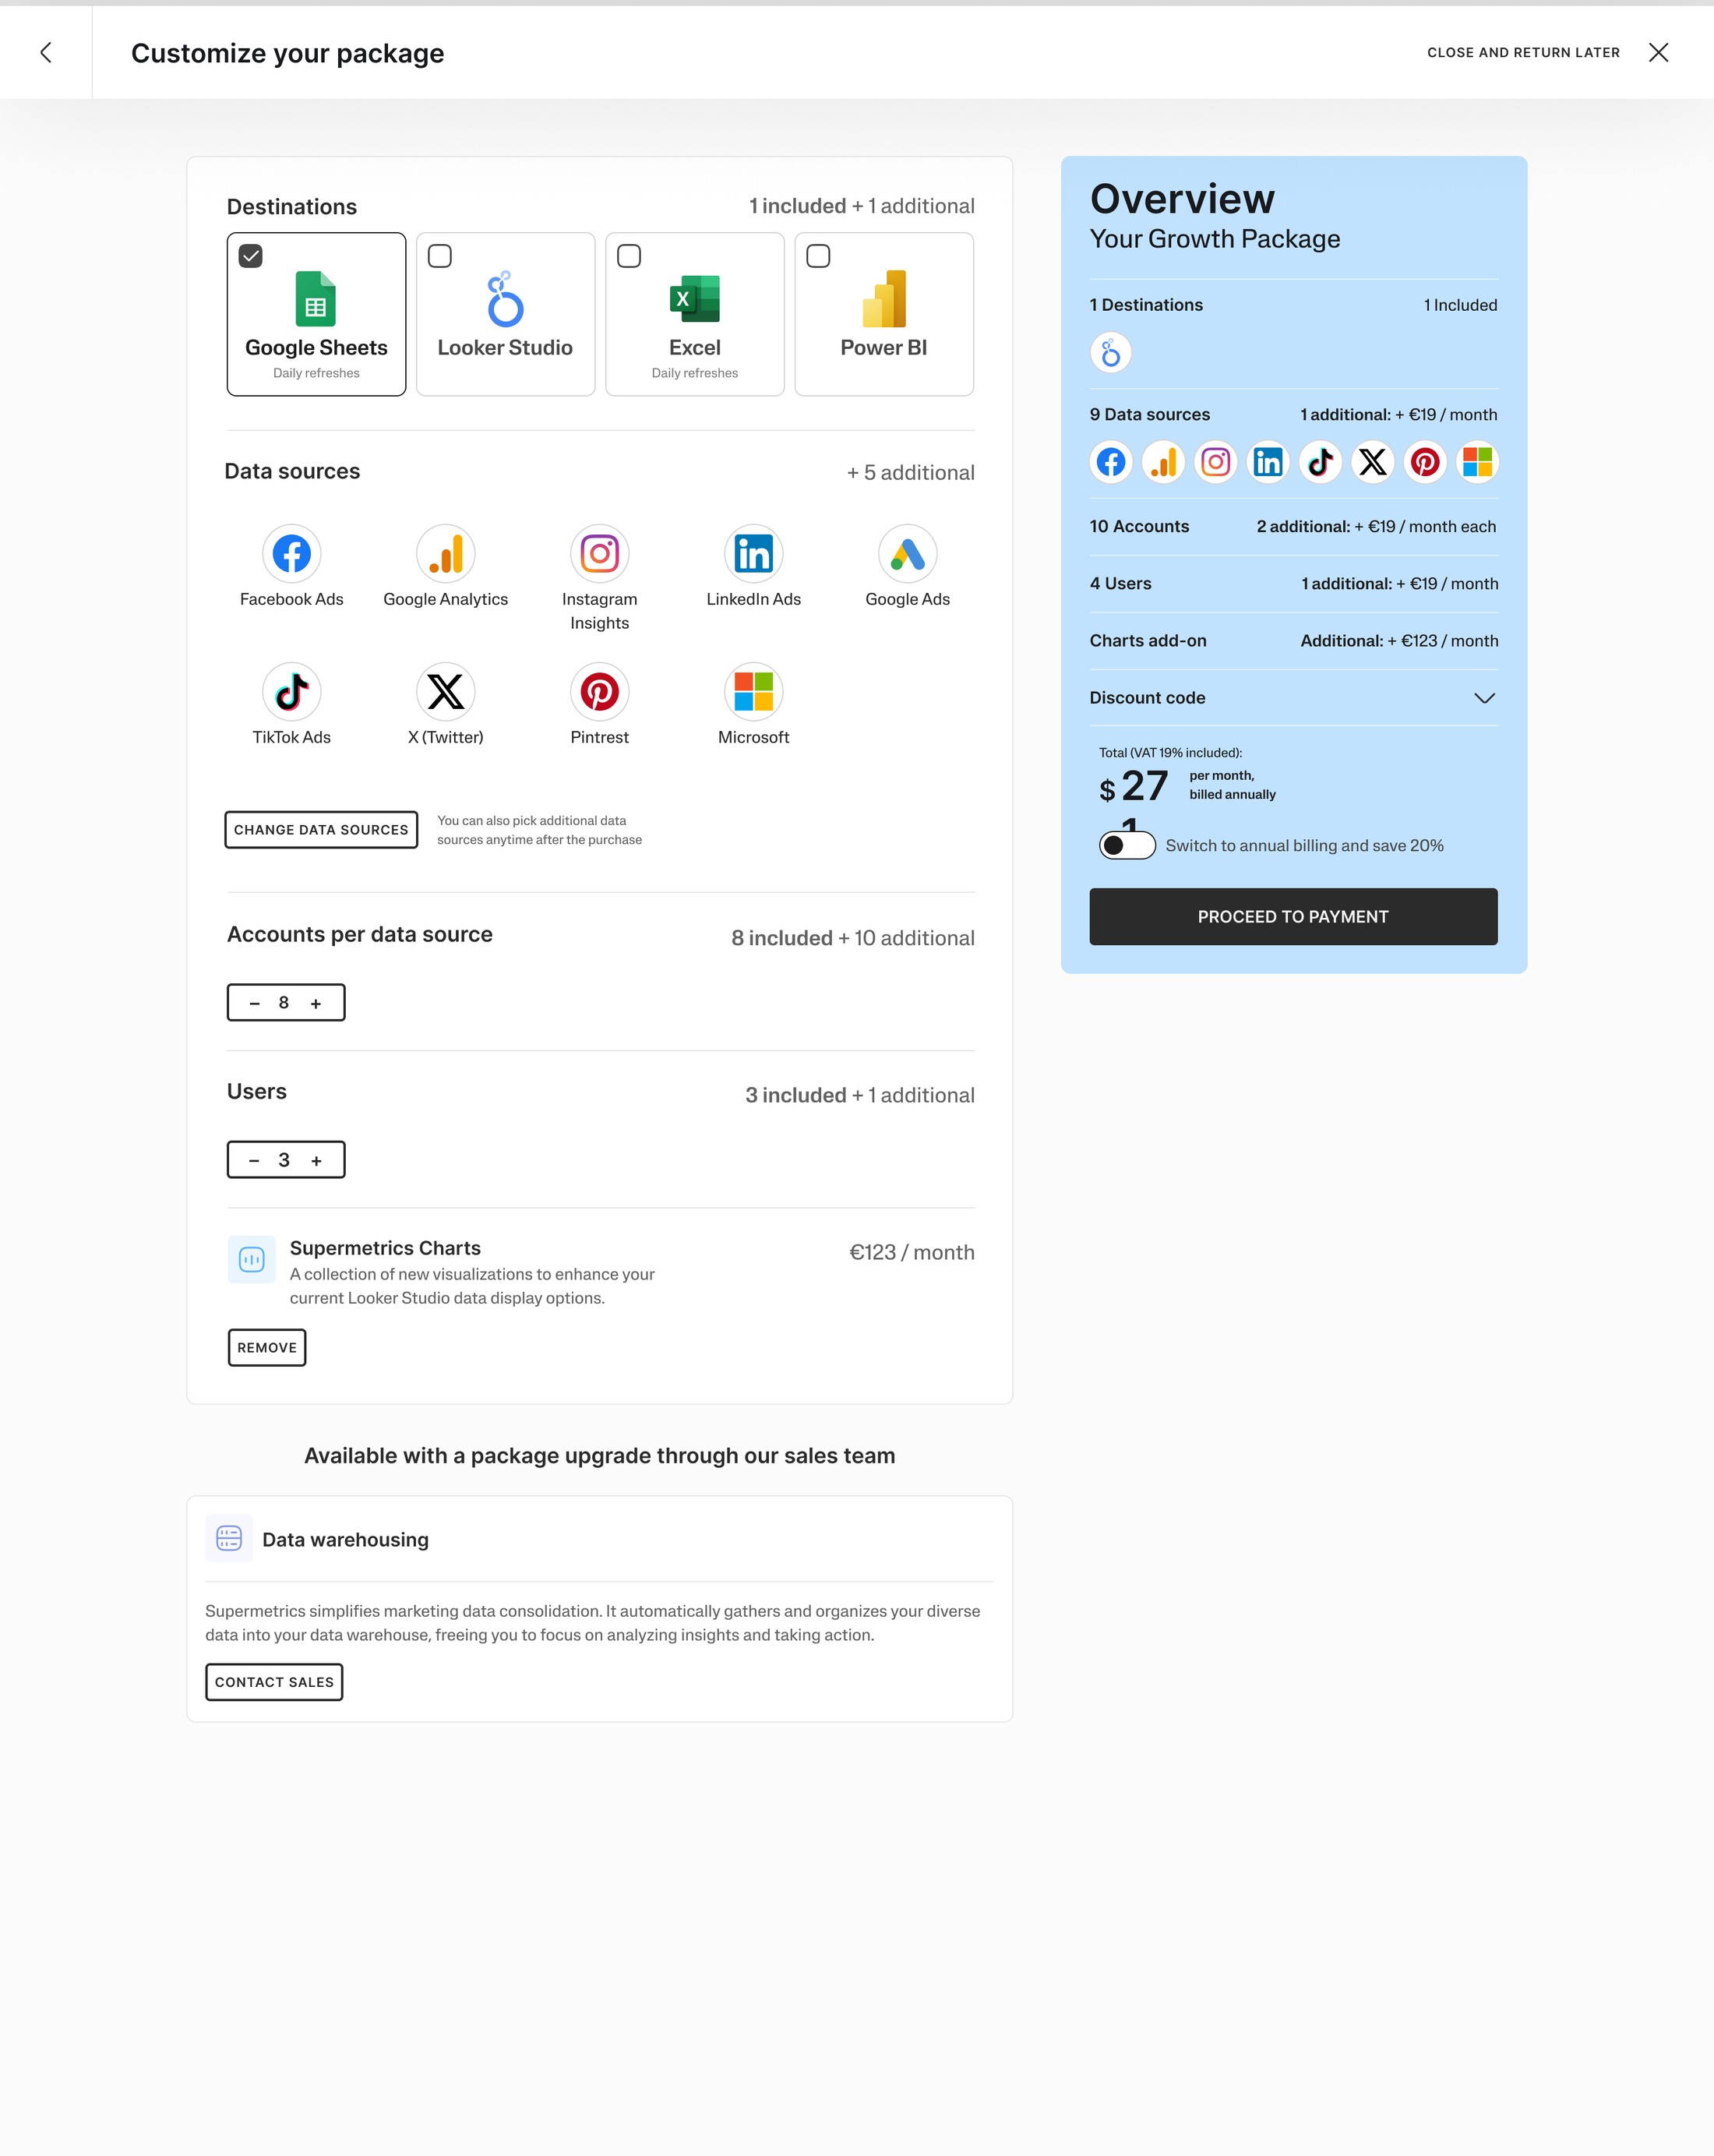 Customize your package
CLOSE AND RETURN LATER
Destinations
1 included + 1 additional
Google Sheets
Daily refreshes
Looker Studio
Excel
Daily refreshes
Power BI
Data sources
+ 5 additional
Facebook Ads
Google Analytics
Instagram
Insights
LinkedIn Ads
Google Ads
TikTok Ads
X (Twitter)
Pintrest
Microsoft
CHANGE DATA SOURCES
You can also pick additional data
sources anytime after the purchase
Accounts per data source
8 included + 10 additional
– 8 +
Users
3 included + 1 additional
– 3 +
Supermetrics Charts
€123 / month
A collection of new visualizations to enhance your
current Looker Studio data display options.
REMOVE
Available with a package upgrade through our sales team
Data warehousing
Supermetrics simplifies marketing data consolidation. It automatically gathers and organizes your diverse
data into your data warehouse, freeing you to focus on analyzing insights and taking action.
CONTACT SALES
Overview
Your Growth Package
1 Destinations
1 Included
9 Data sources
1 additional: + €19 / month
10 Accounts
2 additional: + €19 / month each
4 Users
1 additional: + €19 / month
Charts add-on
Additional: + €123 / month
Discount code
Total (VAT 19% included):
$ 27
1
per month,
billed annually
Switch to annual billing and save 20%
PROCEED TO PAYMENT